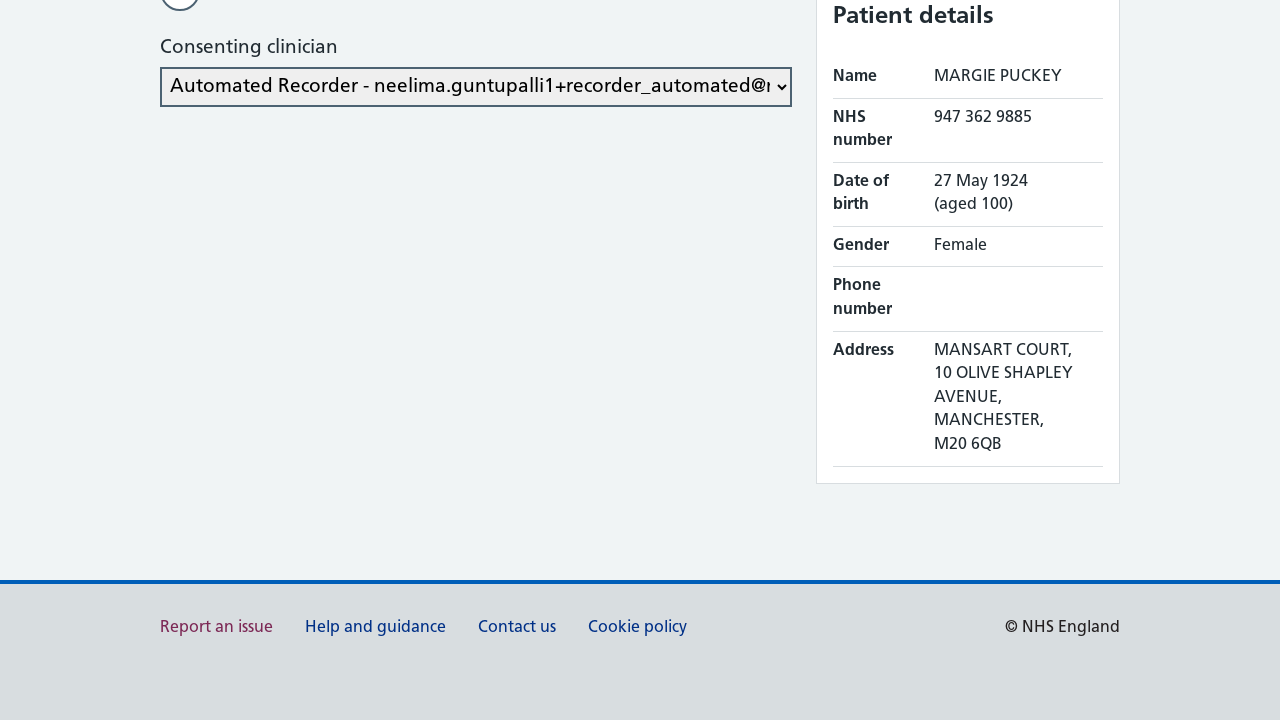 Consenting clinician
Automated Recorder - neelima.guntupalli1+recorder_automated@
Patient details
Name MARGIE PUCKEY
NHS number 947 362 9885
Date of birth 27 May 1924
(aged 100)
Gender Female
Phone number
Address MANSART COURT,
10 OLIVE SHAPLEY
AVENUE,
MANCHESTER,
M20 6QB
Report an issue Help and guidance Contact us Cookie policy © NHS England